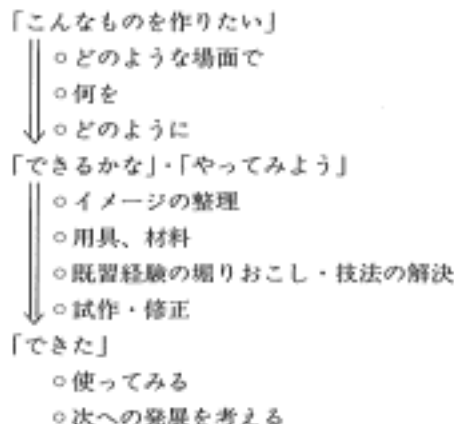 「こんなものを作りたい」
○どのような場面で
○何を
○どのように
「できるかな」・「やってみよう」
○イメージの整理
○用具、材料
○既習経験の堀りおこし・技法の解決
○試作・修正
「できた」
○使ってみる
○次への発展を考える